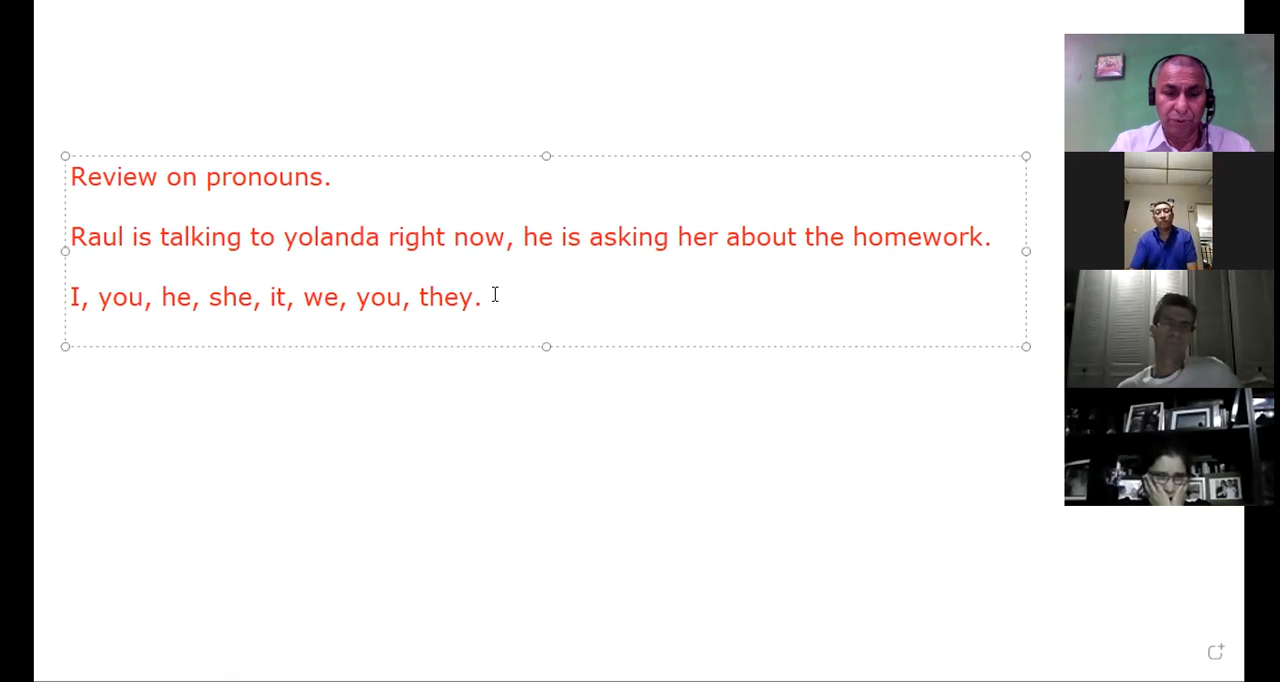 Review on pronouns.
Raul is talking to yolanda right now, he is asking her about the homework.
I, you, he, she, it, we, you, they.